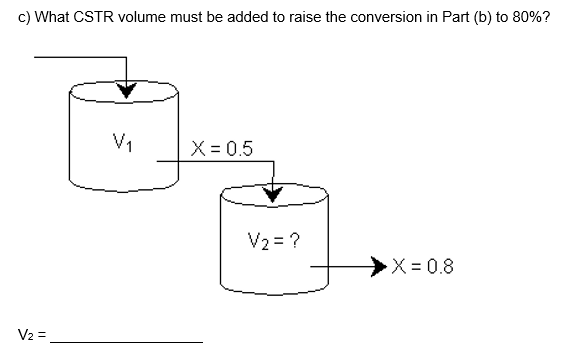 c) What CSTR volume must be added to raise the conversion in Part (b) to 80%?
V₁
X = 0.5
V₂ = ?
X = 0.8
V₂ = ____________________